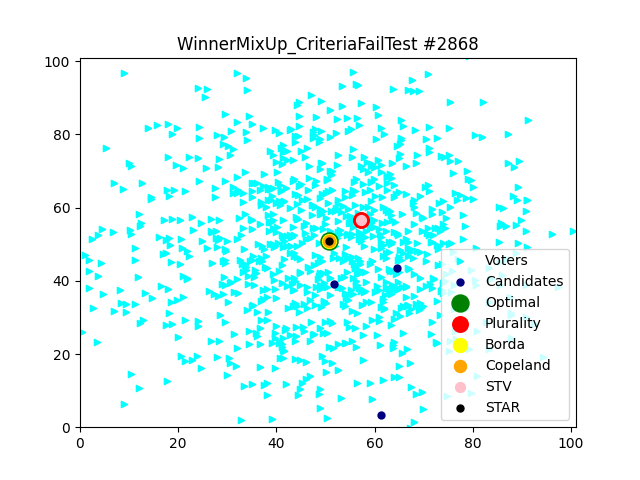 WinnerMixUp_CriteriaFailTest #2868
100
80
60
40
20
0
0 20 40 60 80 100
Voters
Candidates
Optimal
Plurality
Borda
Copeland
STV
STAR